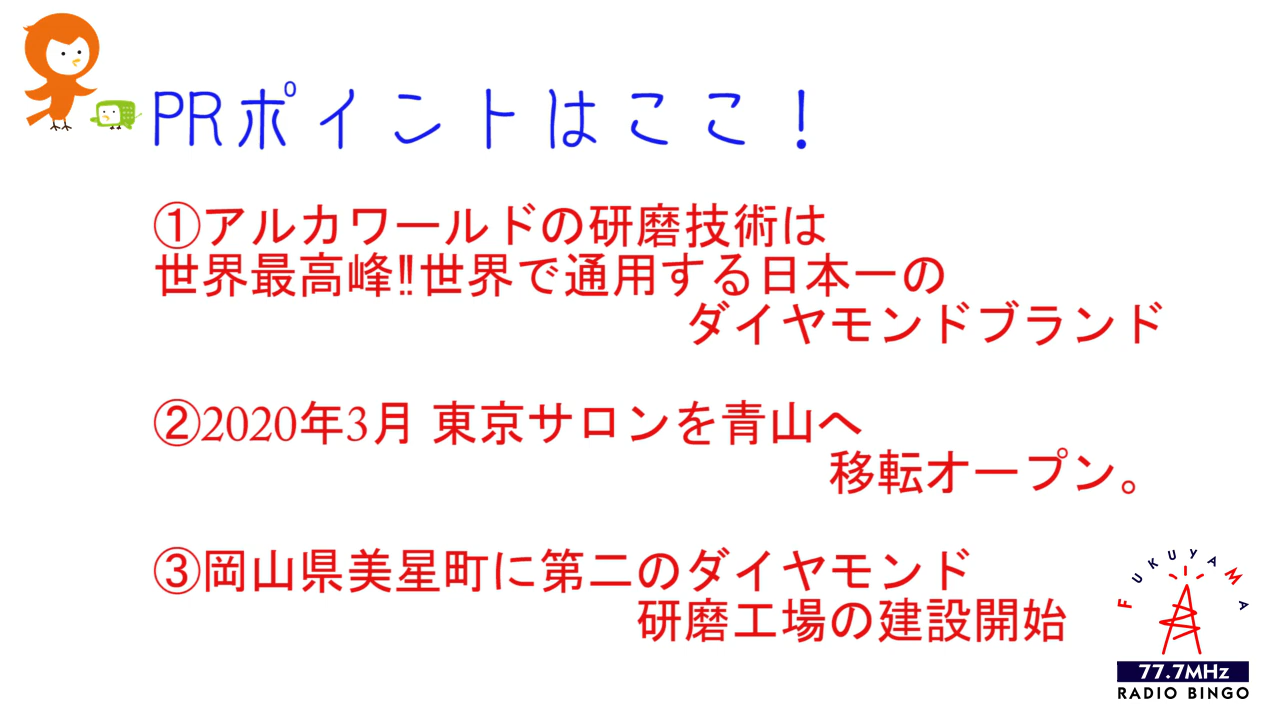 PRポイントはここ！
①アルカワールドの研磨技術は
世界最高峰‼世界で通用する日本一の
ダイヤモンドブランド
②2020年3月 東京サロンを青山へ
移転オープン。
③岡山県美星町に第二のダイヤモンド
研磨工場の建設開始
FUKUYAMA
77.7MHz
RADIO BINGO